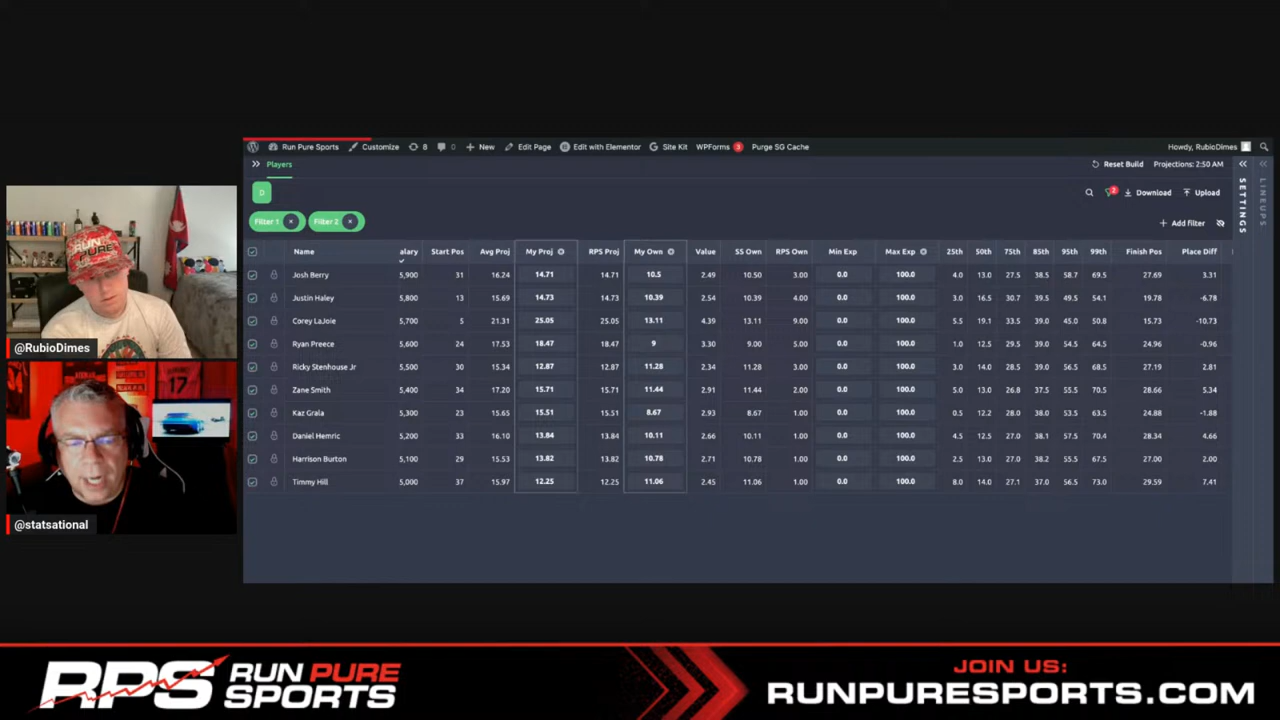 Run Pure Sports Customize 8 0 New Edit Page Edit with Elementor Site Kit WPForms 3 Purge SG Cache Howdy, RubioDimes
Players Reset Build Projections: 2:50 AM
D 2 Download Upload
Filter 1 × Filter 2 × Add filter
SETTINGS
LINEUPS
Name alary Start Pos Avg Proj My Proj RPS Proj My Own Value SS Own RPS Own Min Exp Max Exp 25th 50th 75th 85th 95th 99th Finish Pos Place Diff
Josh Berry 5,900 31 16.24 14.71 14.71 10.5 2.49 10.50 3.00 0.0 100.0 4.0 13.0 27.5 38.5 58.7 69.5 27.69 3.31
Justin Haley 5,800 13 15.69 14.73 14.73 10.39 2.54 10.39 4.00 0.0 100.0 3.0 16.5 30.7 39.5 49.5 54.1 19.78 -6.78
Corey LaJoie 5,700 5 21.31 25.05 25.05 13.11 4.39 13.11 9.00 0.0 100.0 5.5 19.1 33.5 39.0 45.0 50.8 15.73 -10.73
Ryan Preece 5,600 24 17.53 18.47 18.47 9 3.30 9.00 5.00 0.0 100.0 1.0 12.5 29.5 39.0 54.5 64.5 24.96 -0.96
Ricky Stenhouse Jr 5,500 30 15.34 12.87 12.87 11.28 2.34 11.28 2.00 0.0 100.0 3.0 14.0 28.5 39.0 56.5 68.5 27.19 2.81
Zane Smith 5,400 34 17.20 15.71 15.71 11.44 2.91 11.44 2.00 0.0 100.0 5.0 13.0 26.8 37.5 55.5 70.5 28.66 5.34
Kaz Grala 5,300 23 15.65 15.51 15.51 8.67 2.93 8.67 1.00 0.0 100.0 0.5 12.2 28.0 38.0 53.5 63.5 24.88 -1.88
Daniel Hemric 5,200 33 16.10 13.84 13.84 10.11 2.66 10.11 1.00 0.0 100.0 4.5 12.5 27.0 38.1 57.5 70.4 28.34 4.66
Harrison Burton 5,100 29 15.53 13.82 13.82 10.78 2.71 10.78 1.00 0.0 100.0 2.5 13.0 27.0 38.2 55.5 67.5 27.00 2.00
Timmy Hill 5,000 37 15.97 12.25 12.25 11.06 2.45 11.06 1.00 0.0 100.0 8.0 14.0 27.1 37.0 56.5 73.0 29.59 7.41
RUN
PURE
@RubioDimes
17
@statsational
RPS RUN PURE
SPORTS
JOIN US:
RUNPURESPORTS.COM